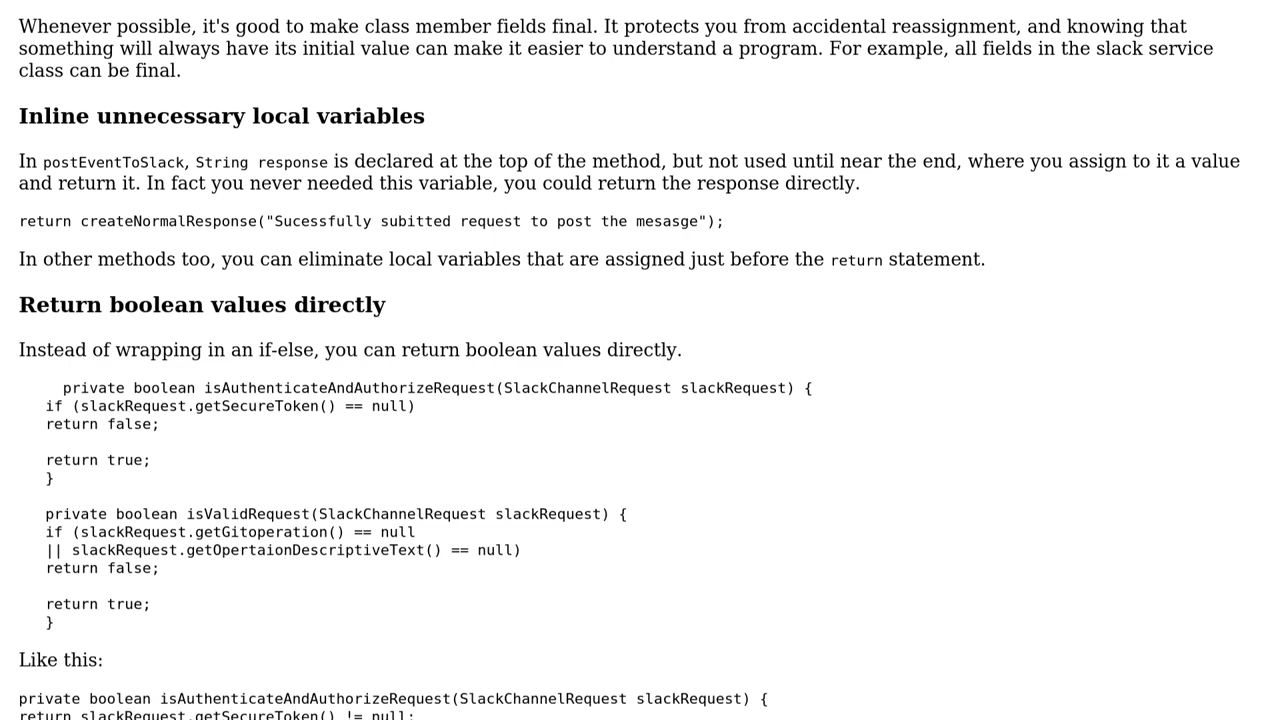 Whenever possible, it's good to make class member fields final. It protects you from accidental reassignment, and knowing that
something will always have its initial value can make it easier to understand a program. For example, all fields in the slack service
class can be final.
Inline unnecessary local variables
In postEventToSlack, String response is declared at the top of the method, but not used until near the end, where you assign to it a value
and return it. In fact you never needed this variable, you could return the response directly.
return createNormalResponse("Sucessfully subitted request to post the mesasge");
In other methods too, you can eliminate local variables that are assigned just before the return statement.
Return boolean values directly
Instead of wrapping in an if-else, you can return boolean values directly.
private boolean isAuthenticateAndAuthorizeRequest(SlackChannelRequest slackRequest) {
if (slackRequest.getSecureToken() == null)
return false;
return true;
}
private boolean isValidRequest(SlackChannelRequest slackRequest) {
if (slackRequest.getGitoperation() == null
|| slackRequest.getOpertaionDescriptiveText() == null)
return false;
return true;
}
Like this:
private boolean isAuthenticateAndAuthorizeRequest(SlackChannelRequest slackRequest) {
return slackRequest.getSecureToken() != null;